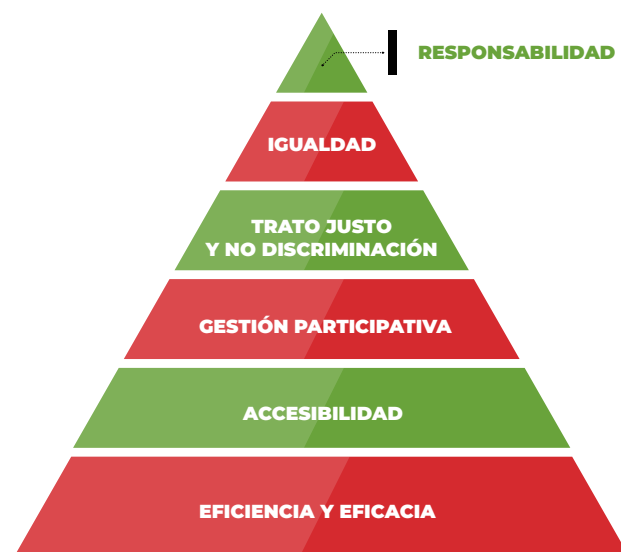 RESPONSABILIDAD
IGUALDAD
TRATO JUSTO
Y NO DISCRIMINACIÓN
GESTIÓN PARTICIPATIVA
ACCESIBILIDAD
EFICIENCIA Y EFICACIA